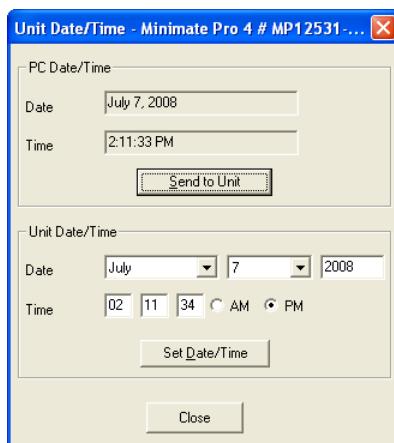 Unit Date/Time - Minimate Pro 4 # MP12531-...
PC Date/Time
Date July 7, 2008
Time 2:11:33 PM
Send to Unit
Unit Date/Time
Date July 7 2008
Time 02 11 34 AM PM
Set Date/Time
Close